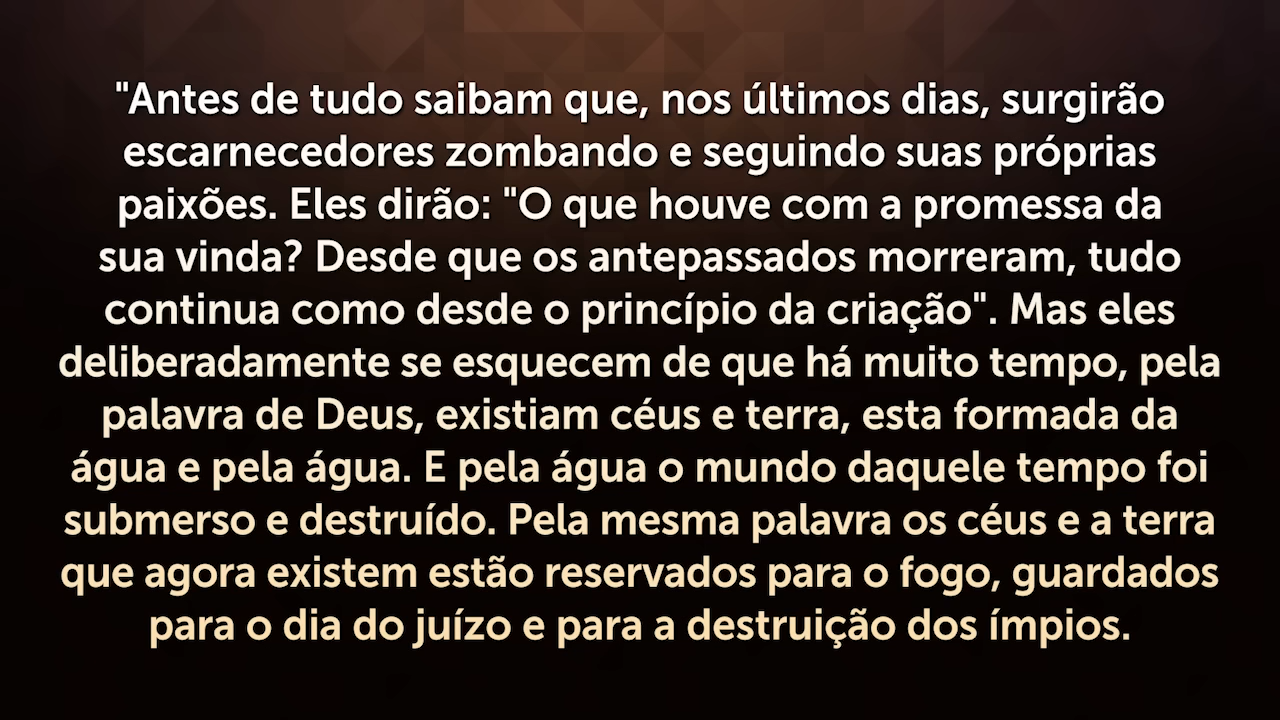 "Antes de tudo saibam que, nos últimos dias, surgirão
escarnecedores zombando e seguindo suas próprias
paixões. Eles dirão: "O que houve com a promessa da
sua vinda? Desde que os antepassados morreram, tudo
continua como desde o princípio da criação". Mas eles
deliberadamente se esquecem de que há muito tempo, pela
palavra de Deus, existiam céus e terra, esta formada da
água e pela água. E pela água o mundo daquele tempo foi
submerso e destruído. Pela mesma palavra os céus e a terra
que agora existem estão reservados para o fogo, guardados
para o dia do juízo e para a destruição dos ímpios.